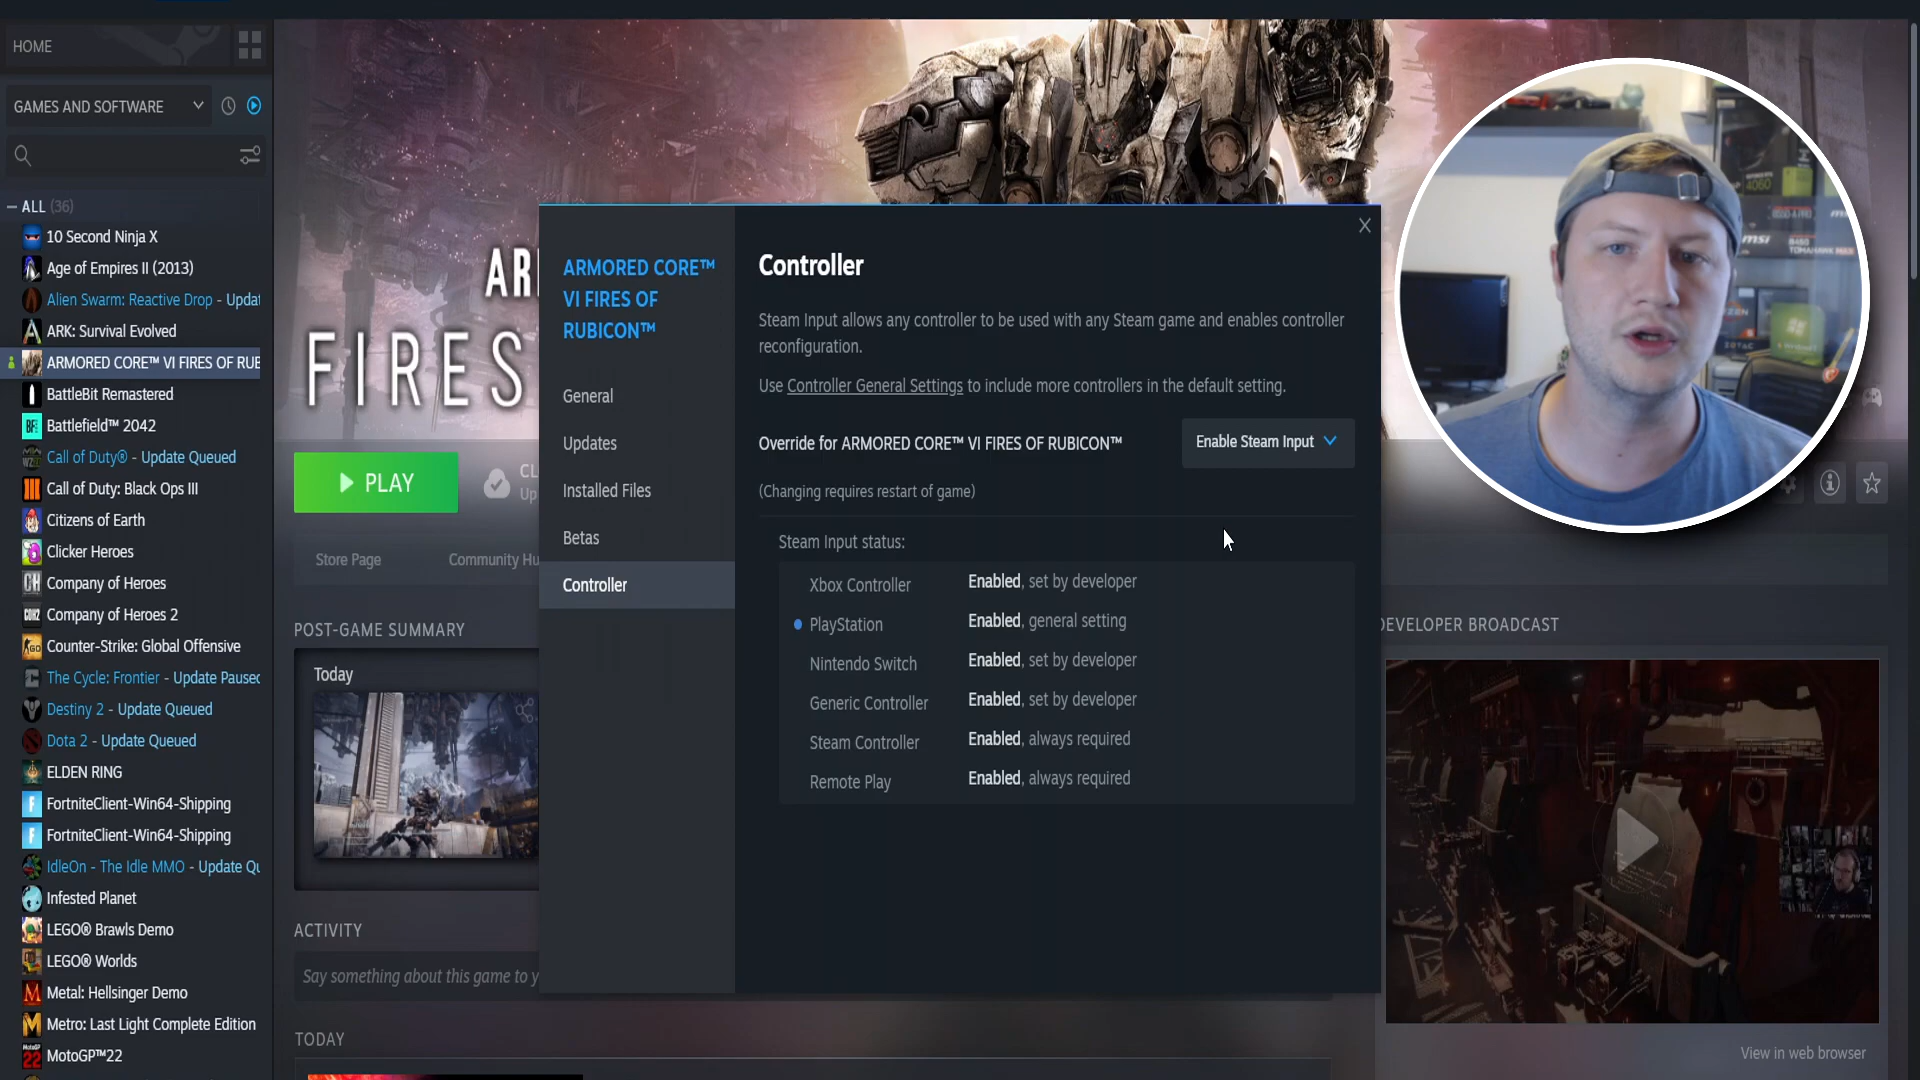 HOME
GAMES AND SOFTWARE
ALL (36)
10 Second Ninja X
Age of Empires II (2013)
Alien Swarm: Reactive Drop - Updat
ARK: Survival Evolved
ARMORED CORE™ VI FIRES OF RUB
BattleBit Remastered
Battlefield™ 2042
Call of Duty® - Update Queued
Call of Duty: Black Ops III
Citizens of Earth
Clicker Heroes
Company of Heroes
Company of Heroes 2
Counter-Strike: Global Offensive
The Cycle: Frontier - Update Paused
Destiny 2 - Update Queued
Dota 2 - Update Queued
ELDEN RING
FortniteClient-Win64-Shipping
FortniteClient-Win64-Shipping
IdleOn - The Idle MMO - Update Qu
Infested Planet
LEGO® Brawls Demo
LEGO® Worlds
Metal: Hellsinger Demo
Metro: Last Light Complete Edition
MotoGP™22
AR
FIRES
PLAY
CL
Up
Store Page
Community Hu
POST-GAME SUMMARY
Today
ACTIVITY
Say something about this game to y
TODAY
ARMORED CORE™
VI FIRES OF
RUBICON™
General
Updates
Installed Files
Betas
Controller
X
Controller
Steam Input allows any controller to be used with any Steam game and enables controller
reconfiguration.
Use Controller General Settings to include more controllers in the default setting.
Override for ARMORED CORE™ VI FIRES OF RUBICON™
Enable Steam Input
(Changing requires restart of game)
Steam Input status:
Xbox Controller Enabled, set by developer
PlayStation Enabled, general setting
Nintendo Switch Enabled, set by developer
Generic Controller Enabled, set by developer
Steam Controller Enabled, always required
Remote Play Enabled, always required
4060
msi
B460
TOMAHAWK
ZOTAC
DEVELOPER BROADCAST
View in web browser